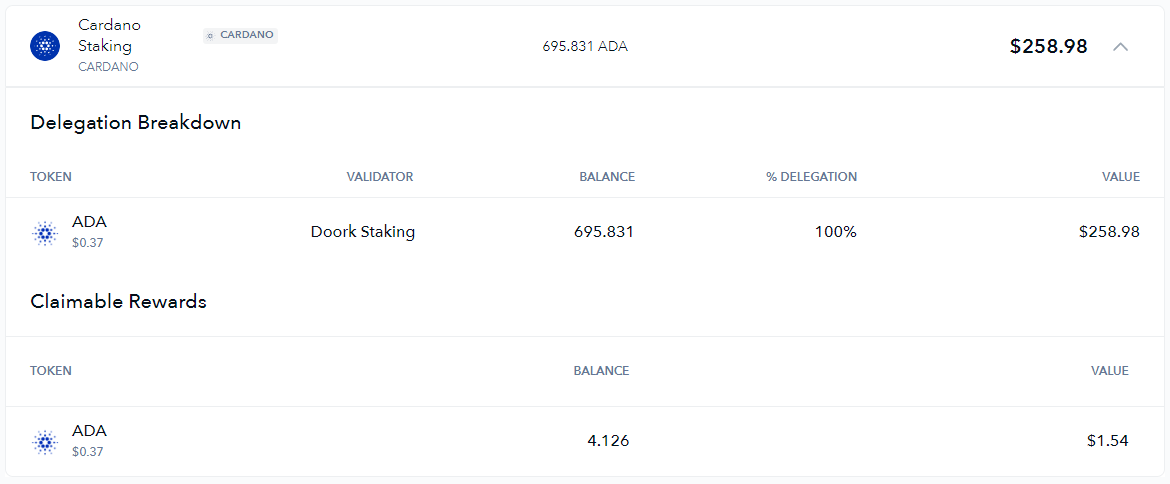 Cardano
Staking
CARDANO
CARDANO
695.831 ADA
$258.98
Delegation Breakdown
TOKEN VALIDATOR BALANCE % DELEGATION VALUE
ADA
$0.37
Doork Staking 695.831 100% $258.98
Claimable Rewards
TOKEN BALANCE VALUE
ADA
$0.37
4.126 $1.54